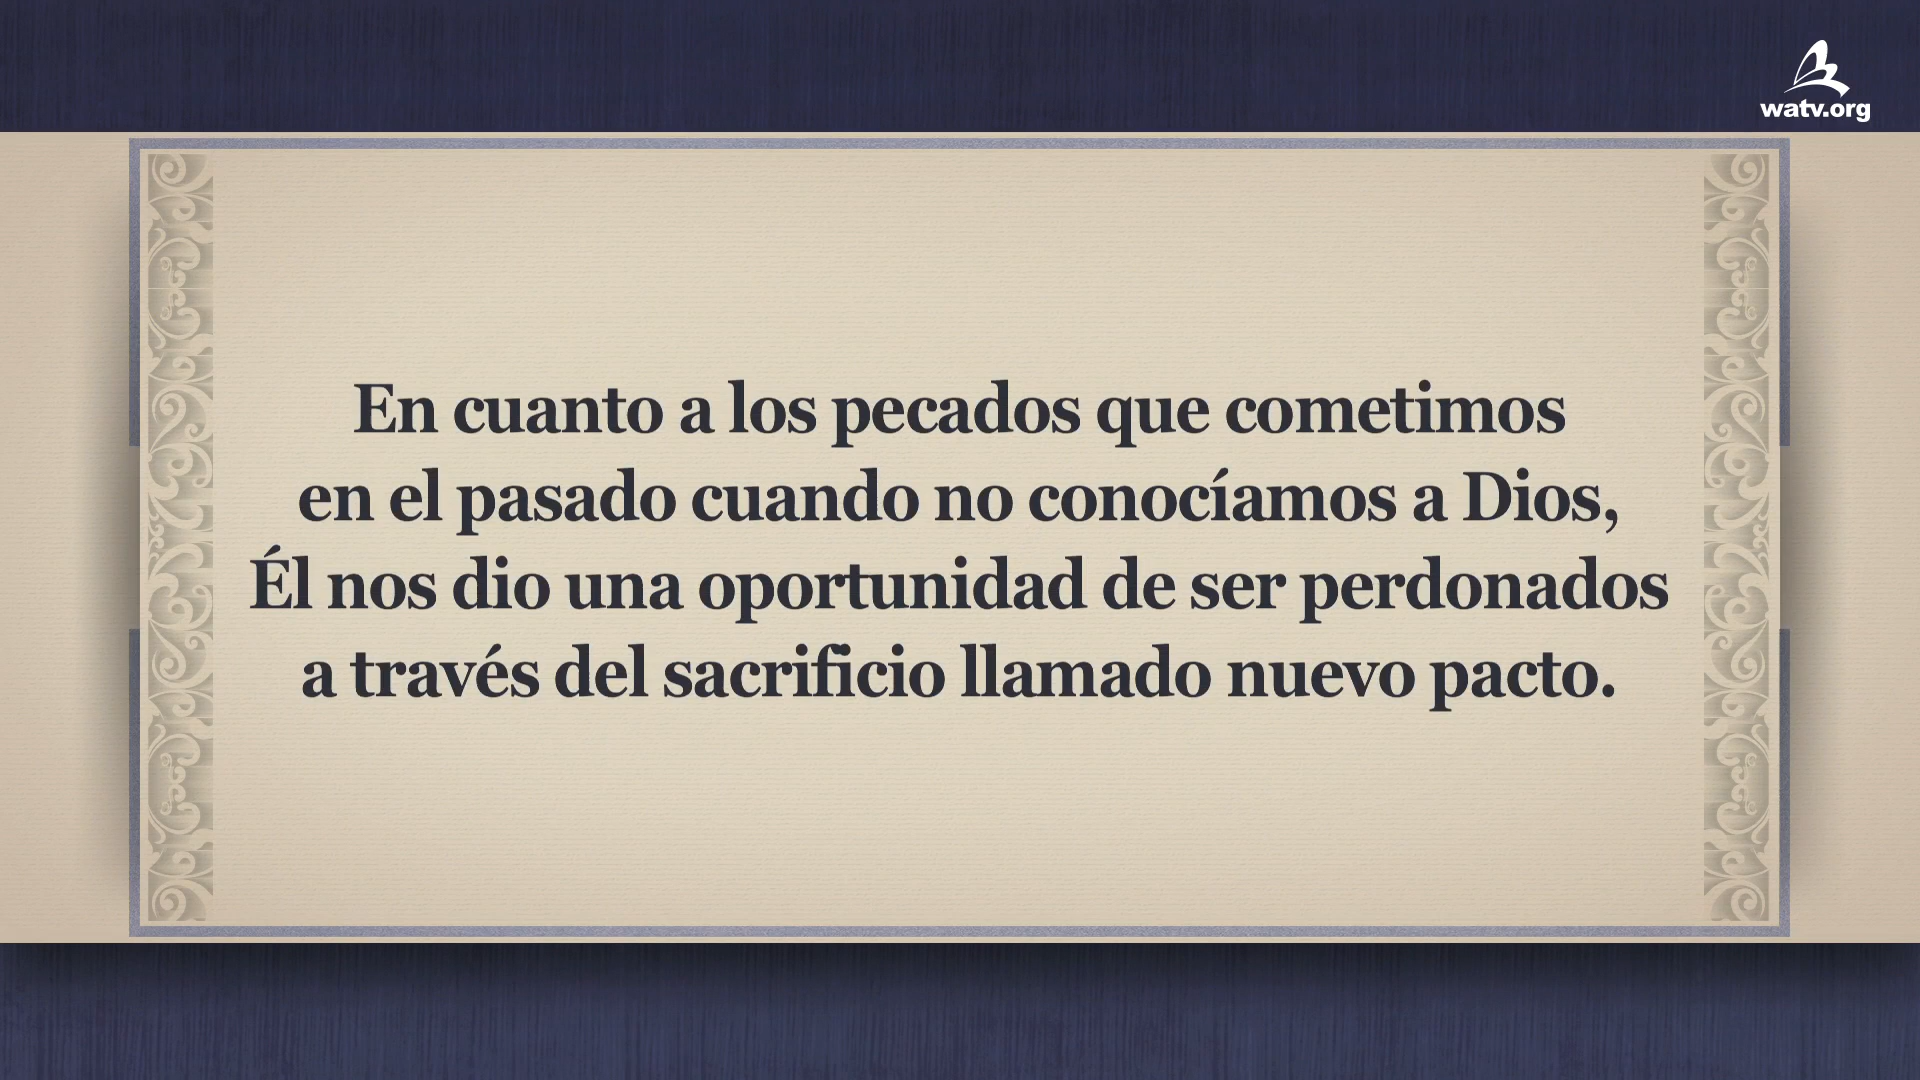 watv.org
En cuanto a los pecados que cometimos
en el pasado cuando no conocíamos a Dios,
Él nos dio una oportunidad de ser perdonados
a través del sacrificio llamado nuevo pacto.